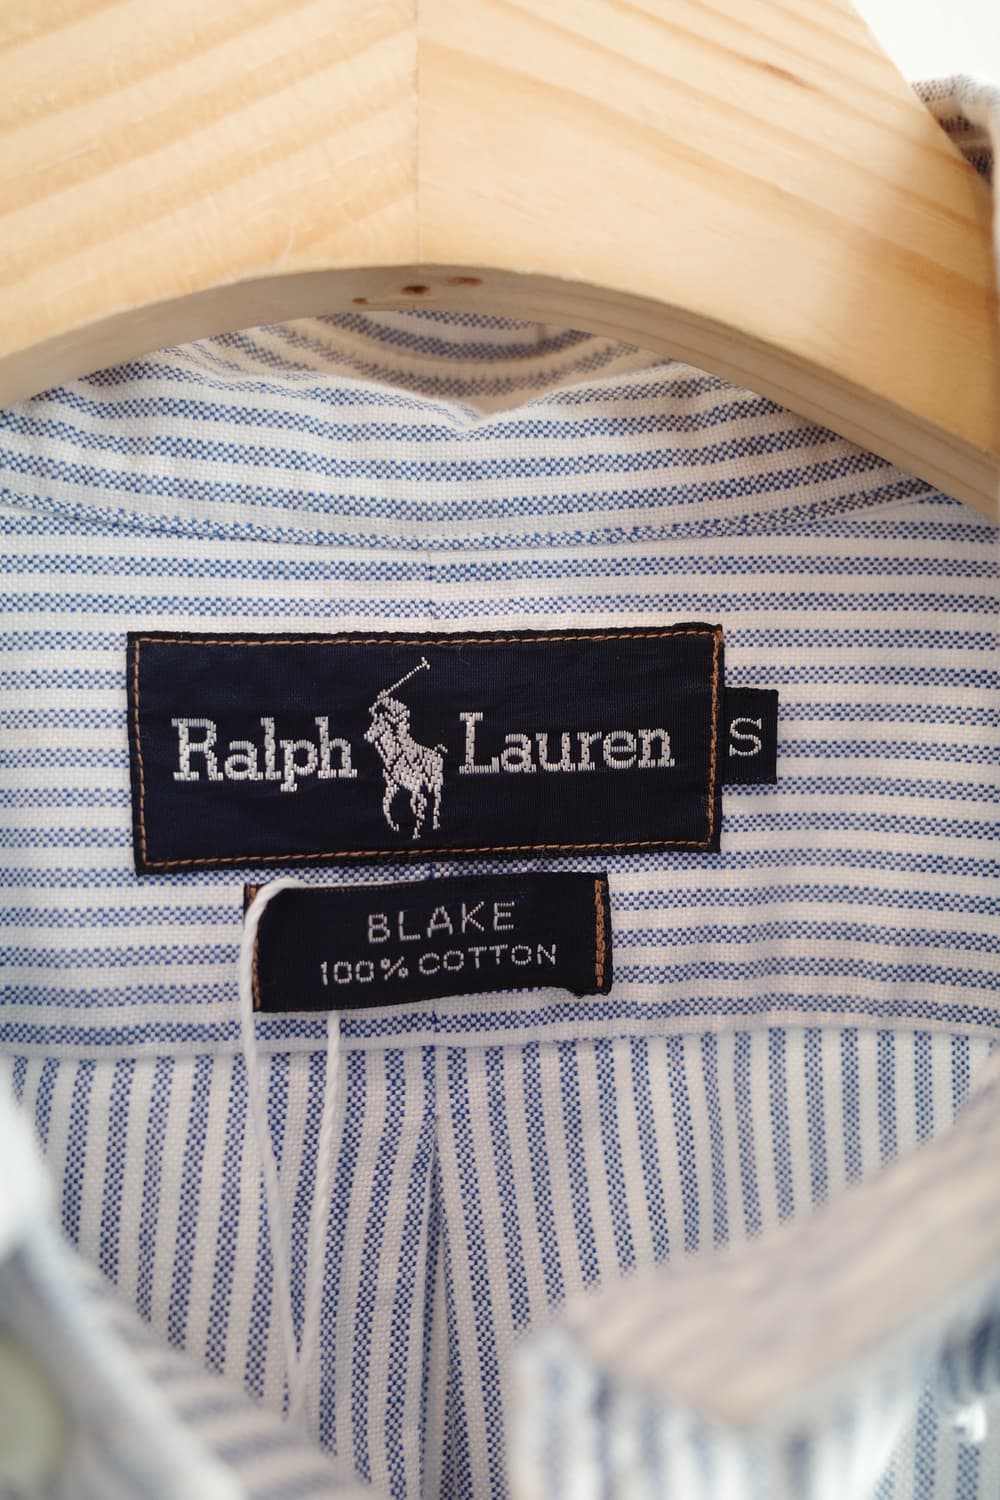 Ralph Lauren
S
BLAKE
100% COTTON